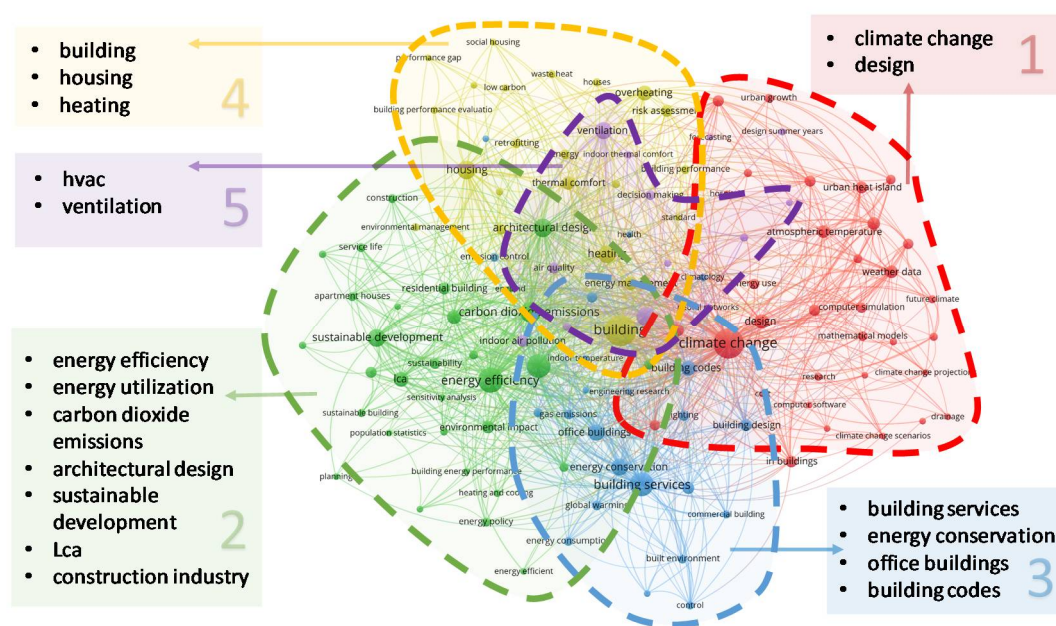 building
housing
heating
4
hvac
ventilation
5
energy efficiency
energy utilization
carbon dioxide
emissions
architectural design
sustainable
development
Lca
construction industry
2
climate change
design
1
building services
energy conservation
office buildings
building codes
3
social housing
performance gap
waste heat
houses
low carbon
overheating
building performance evaluatio
risk assessmen
urban growth
ventilation
design summer years
retrofitting
energy
indoor thermal comfort
housing
building performance
thermal comfort
decision making
urban heat island
construction
standard
environmental management
architectural design
health
atmospheric temperature
service life
heating
air quality
climatology
weather data
residential building
energy use
apartment houses
future climate
carbon dioxide emissions
computer simulation
design
building
sustainable development
indoor air pollution
climate change
mathematical models
indoor temperature
sustainability
building codes
lca
energy efficiency
research
climate change projection
engineering research
sensitivity analysis
computer software
sustainable building
gas emissions
drainage
environmental impact
office buildings
building design
population statistics
climate change scenarios
in buildings
building energy performance
energy conservation
planning
building services
heating and cooling
global warming
commercial building
energy policy
energy consumption
built environment
energy efficient
control